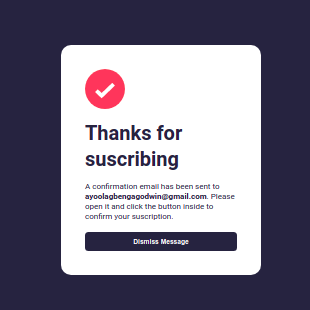 Thanks for
suscribing
A confirmation email has been sent to
ayoolagbengagodwin@gmail.com. Please
open it and click the button inside to
confirm your suscription.
Dismiss Message